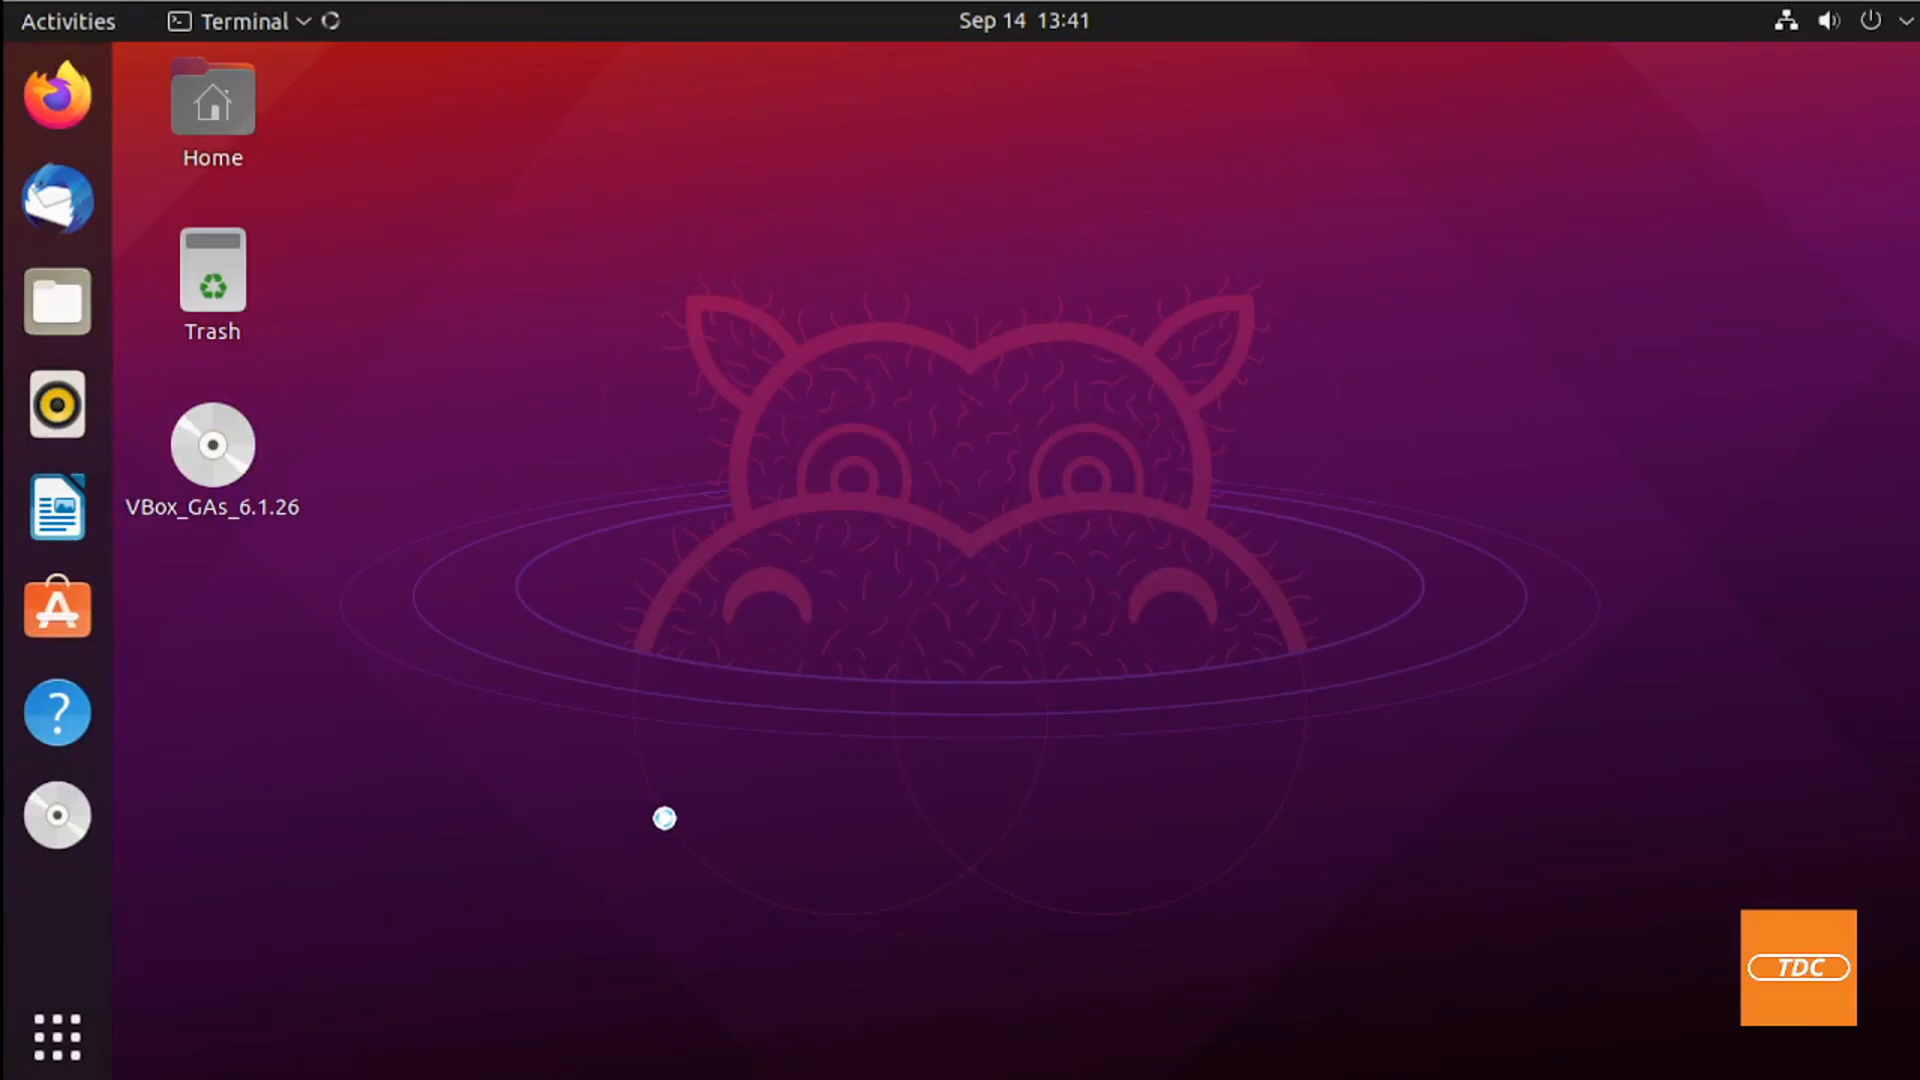 Activities
Terminal
Sep 14 13:41
Home
Trash
VBox_GAs_6.1.26
TDC